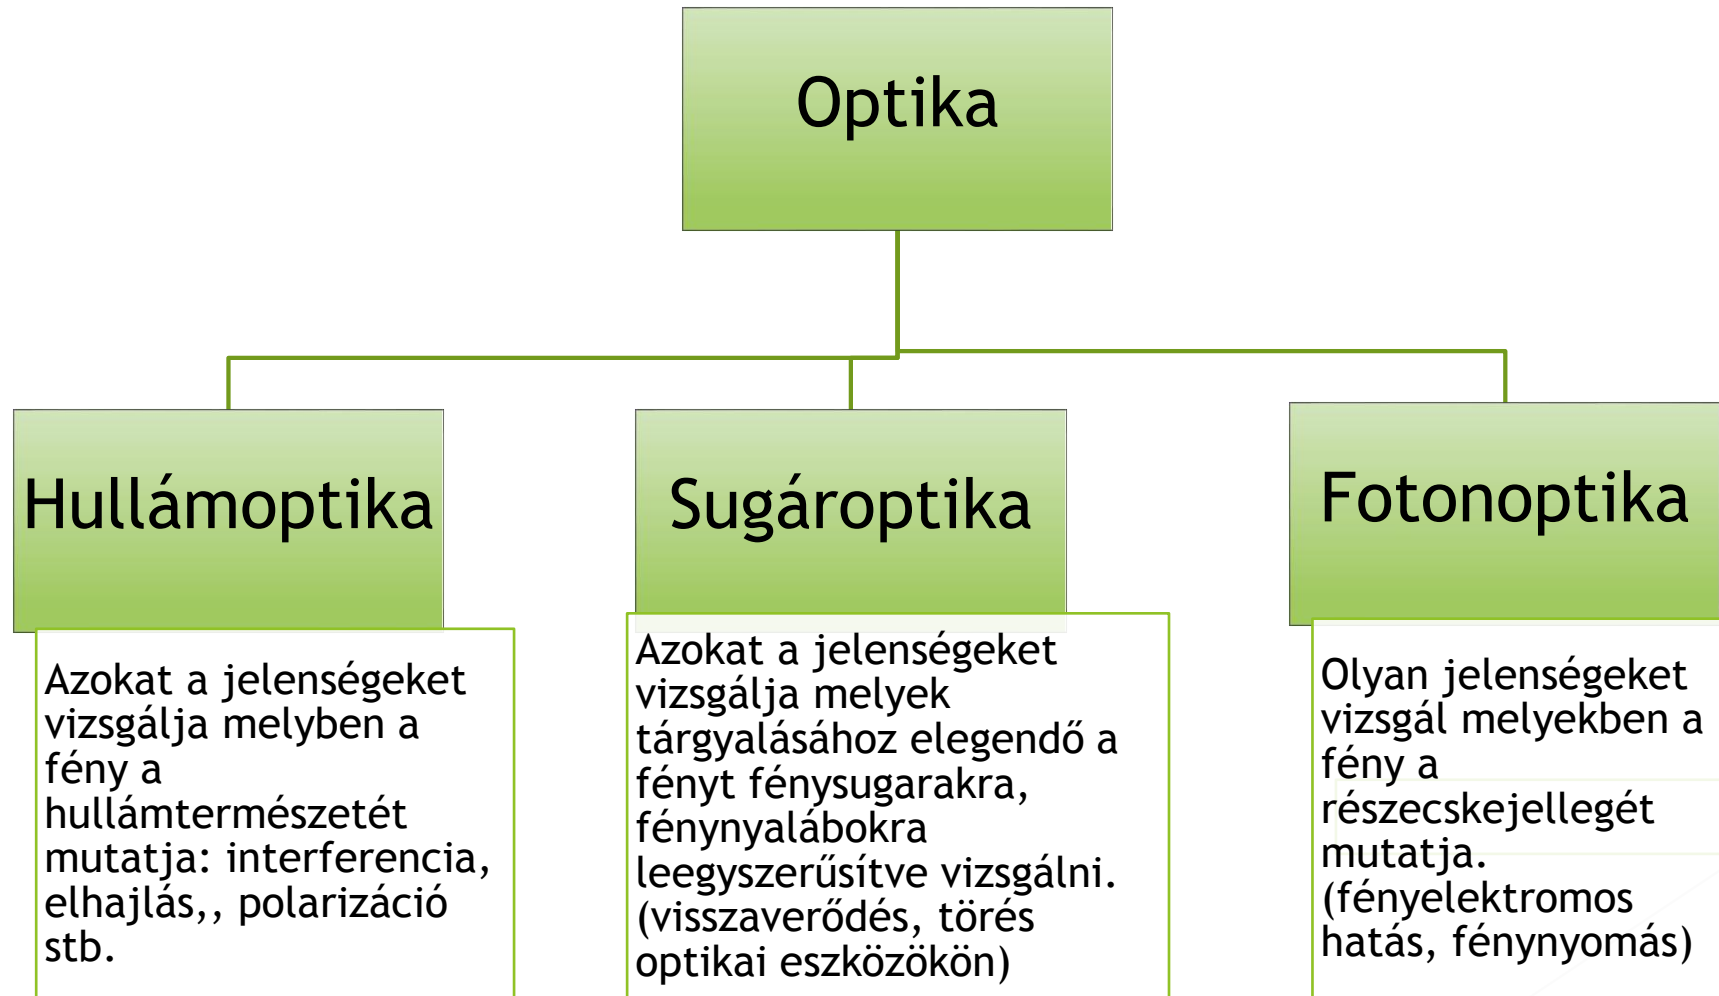 Optika
Hullámoptika
Azokat a jelenségeket
vizsgálja melyben a
fény a
hullámtermészetét
mutatja: interferencia,
elhajlás,, polarizáció
stb.
Sugároptika
Azokat a jelenségeket
vizsgálja melyek
tárgyalásához elegendő a
fényt fénysugarakra,
fénynyalábokra
leegyszerűsítve vizsgálni.
(visszaverődés, törés
optikai eszközökön)
Fotonoptika
Olyan jelenségeket
vizsgál melyekben a
fény a
részecskejellegét
mutatja.
(fényelektromos
hatás, fénynyomás)